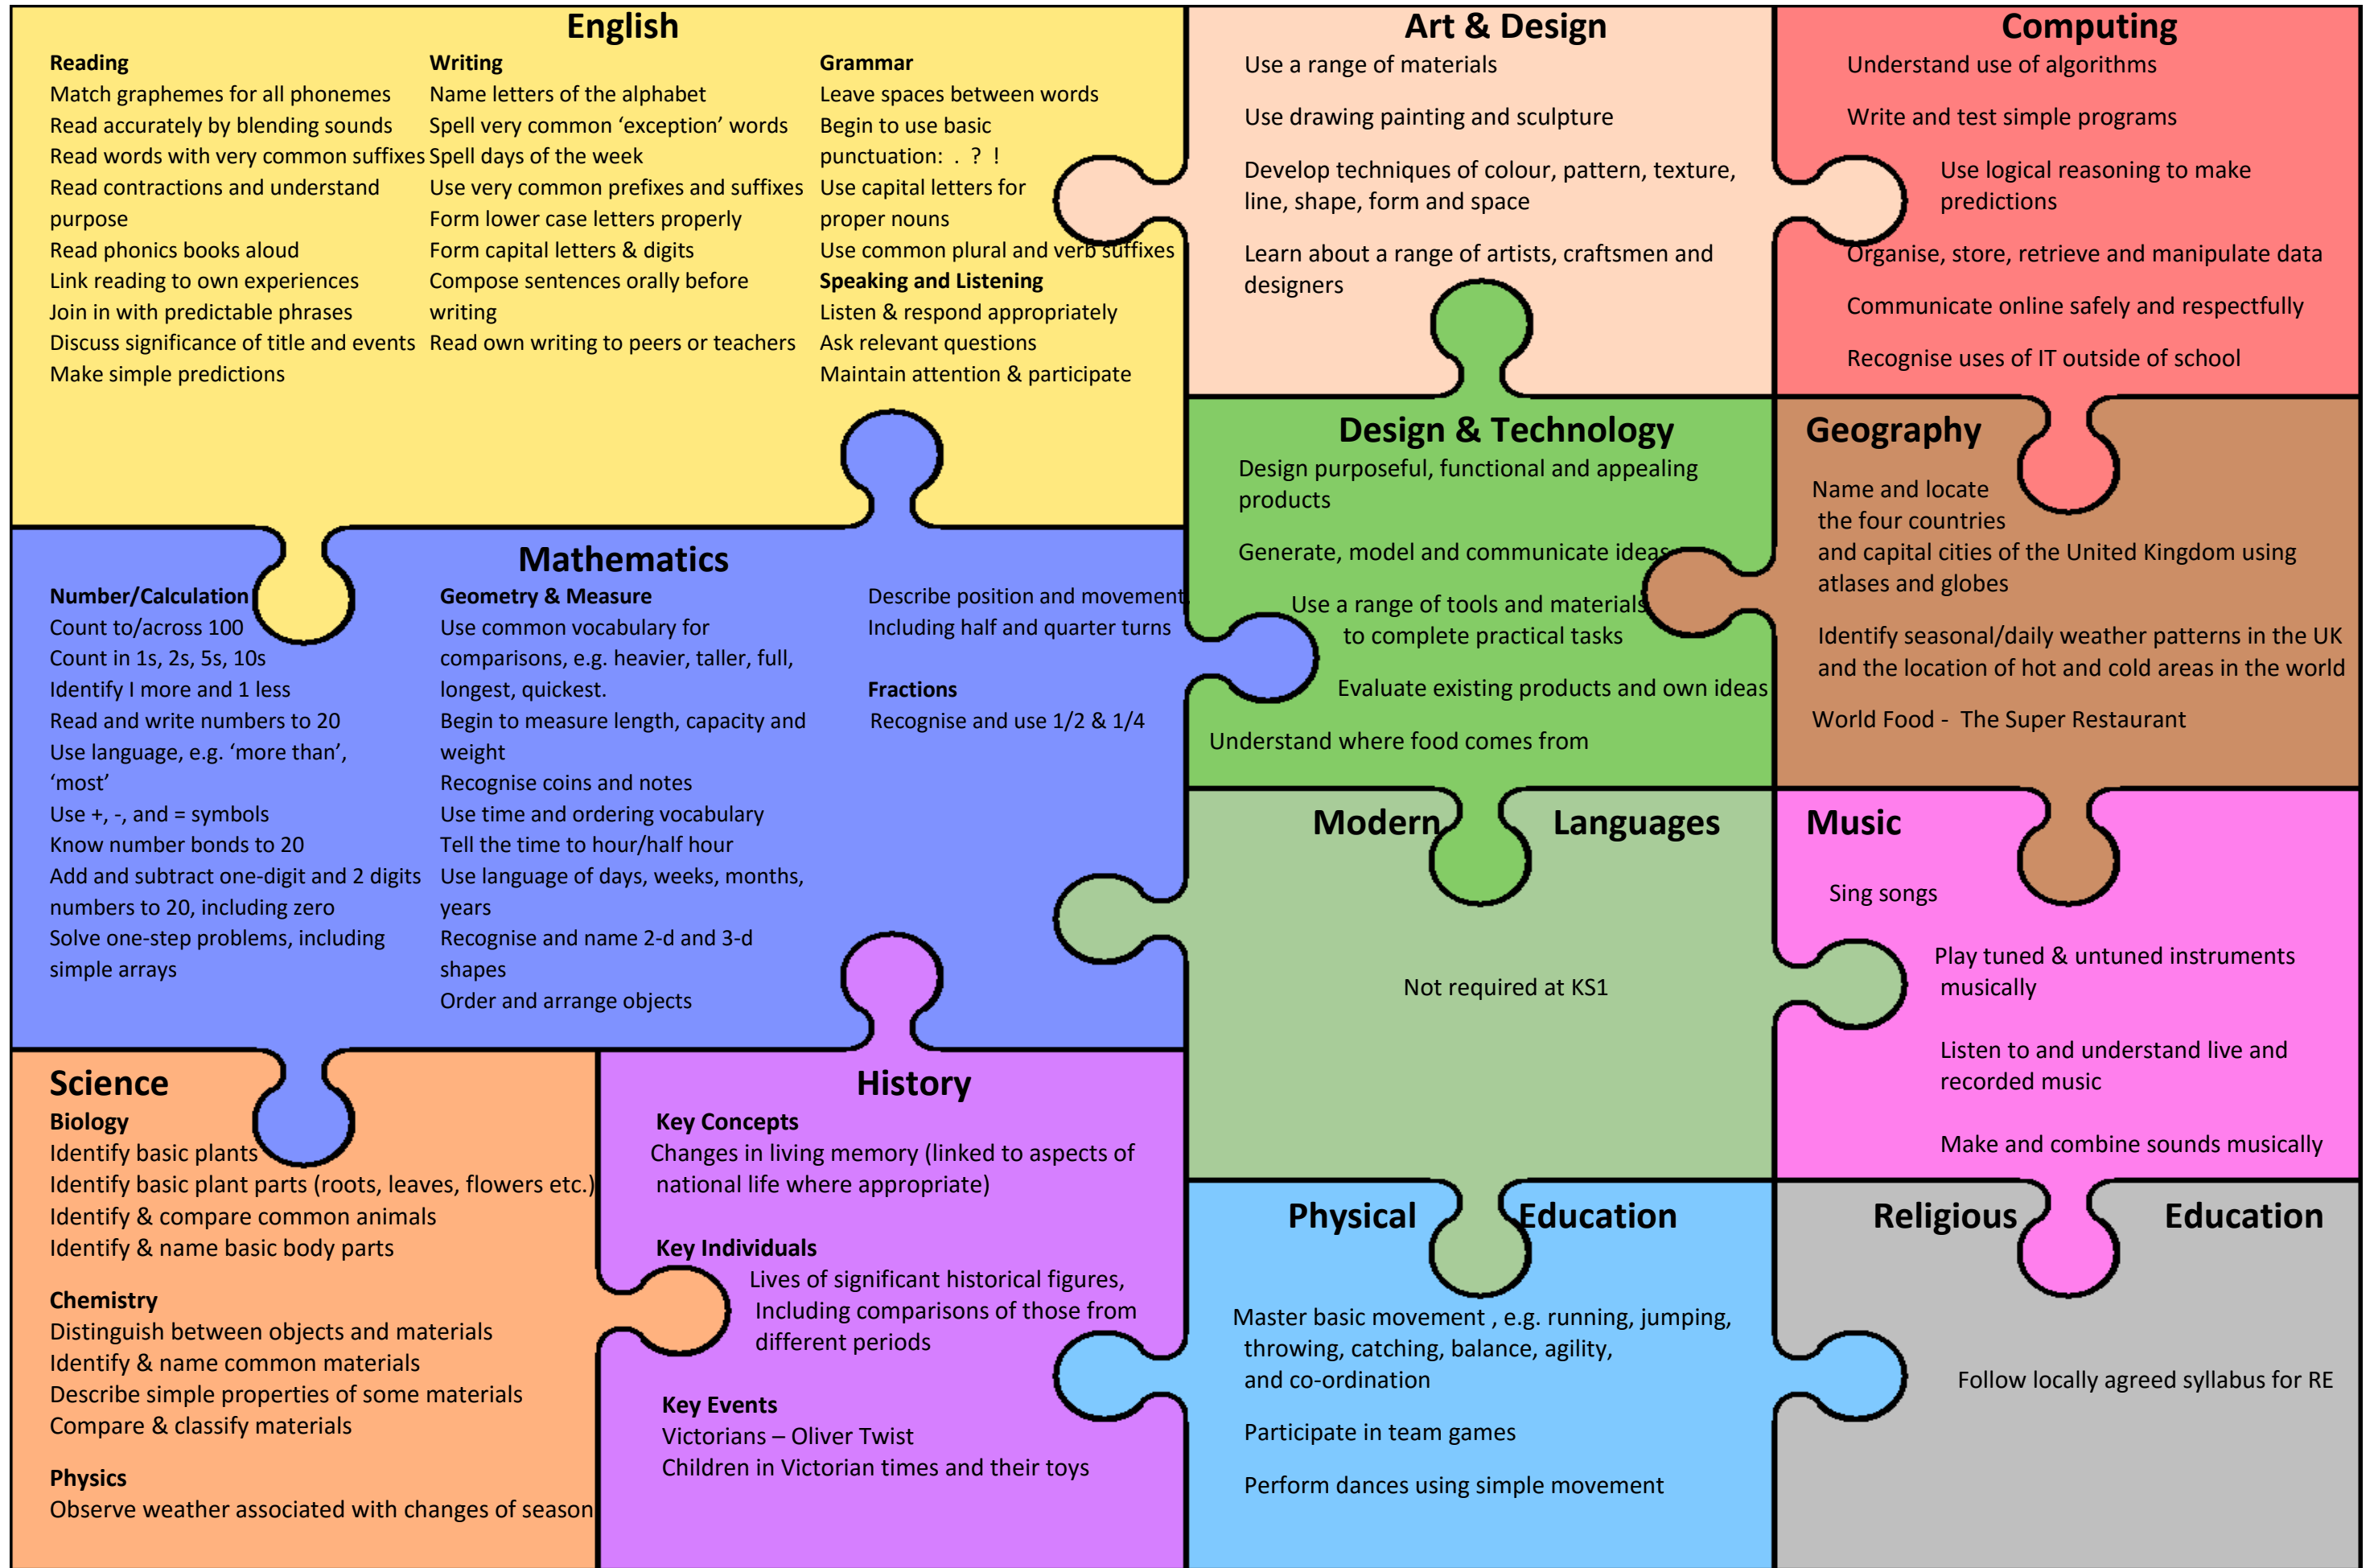 English
Reading
Match graphemes for all phonemes
Read accurately by blending sounds
Read words with very common suffixes
Read contractions and understand
purpose
Read phonics books aloud
Link reading to own experiences
Join in with predictable phrases
Discuss significance of title and events
Make simple predictions
Writing
Name letters of the alphabet
Spell very common ‘exception’ words
Spell days of the week
Use very common prefixes and suffixes
Form lower case letters properly
Form capital letters & digits
Compose sentences orally before
writing
Read own writing to peers or teachers
Grammar
Leave spaces between words
Begin to use basic
punctuation: . ? !
Use capital letters for
proper nouns
Use common plural and verb suffixes
Speaking and Listening
Listen & respond appropriately
Ask relevant questions
Maintain attention & participate
Art & Design
Use a range of materials
Use drawing painting and sculpture
Develop techniques of colour, pattern, texture,
line, shape, form and space
Learn about a range of artists, craftsmen and
designers
Computing
Understand use of algorithms
Write and test simple programs
Use logical reasoning to make
predictions
Organise, store, retrieve and manipulate data
Communicate online safely and respectfully
Recognise uses of IT outside of school
Mathematics
Number/Calculation
Count to/across 100
Count in 1s, 2s, 5s, 10s
Identify I more and 1 less
Read and write numbers to 20
Use language, e.g. ‘more than’,
‘most’
Use +, -, and = symbols
Know number bonds to 20
Add and subtract one-digit and 2 digits
numbers to 20, including zero
Solve one-step problems, including
simple arrays
Geometry & Measure
Use common vocabulary for
comparisons, e.g. heavier, taller, full,
longest, quickest.
Begin to measure length, capacity and
weight
Recognise coins and notes
Use time and ordering vocabulary
Tell the time to hour/half hour
Use language of days, weeks, months,
years
Recognise and name 2-d and 3-d
shapes
Order and arrange objects
Describe position and movement,
Including half and quarter turns
Fractions
Recognise and use 1/2 & 1/4
Design & Technology
Design purposeful, functional and appealing
products
Generate, model and communicate ideas
Use a range of tools and materials
to complete practical tasks
Evaluate existing products and own ideas
Understand where food comes from
Geography
Name and locate
the four countries
and capital cities of the United Kingdom using
atlases and globes
Identify seasonal/daily weather patterns in the UK
and the location of hot and cold areas in the world
World Food - The Super Restaurant
Modern Languages
Not required at KS1
Music
Sing songs
Play tuned & untuned instruments
musically
Listen to and understand live and
recorded music
Make and combine sounds musically
Science
Biology
Identify basic plants
Identify basic plant parts (roots, leaves, flowers etc.)
Identify & compare common animals
Identify & name basic body parts
Chemistry
Distinguish between objects and materials
Identify & name common materials
Describe simple properties of some materials
Compare & classify materials
Physics
Observe weather associated with changes of season
History
Key Concepts
Changes in living memory (linked to aspects of
national life where appropriate)
Key Individuals
Lives of significant historical figures,
Including comparisons of those from
different periods
Key Events
Victorians – Oliver Twist
Children in Victorian times and their toys
Physical Education
Master basic movement , e.g. running, jumping,
throwing, catching, balance, agility,
and co-ordination
Participate in team games
Perform dances using simple movement
Religious Education
Follow locally agreed syllabus for RE